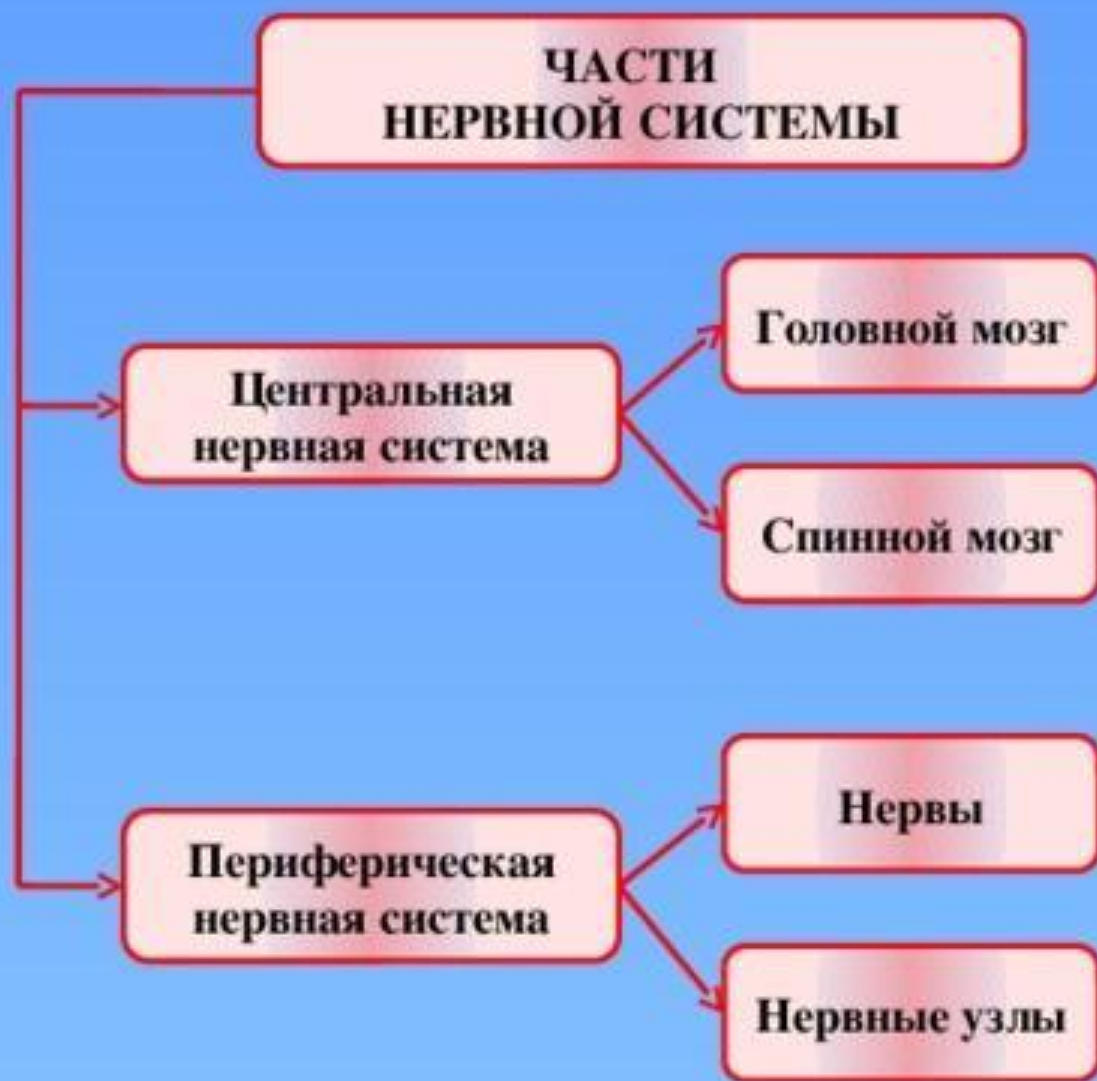 ЧАСТИ
НЕРВНОЙ СИСТЕМЫ
Центральная
нервная система
Головной мозг
Спинной мозг
Периферическая
нервная система
Нервы
Нервные узлы